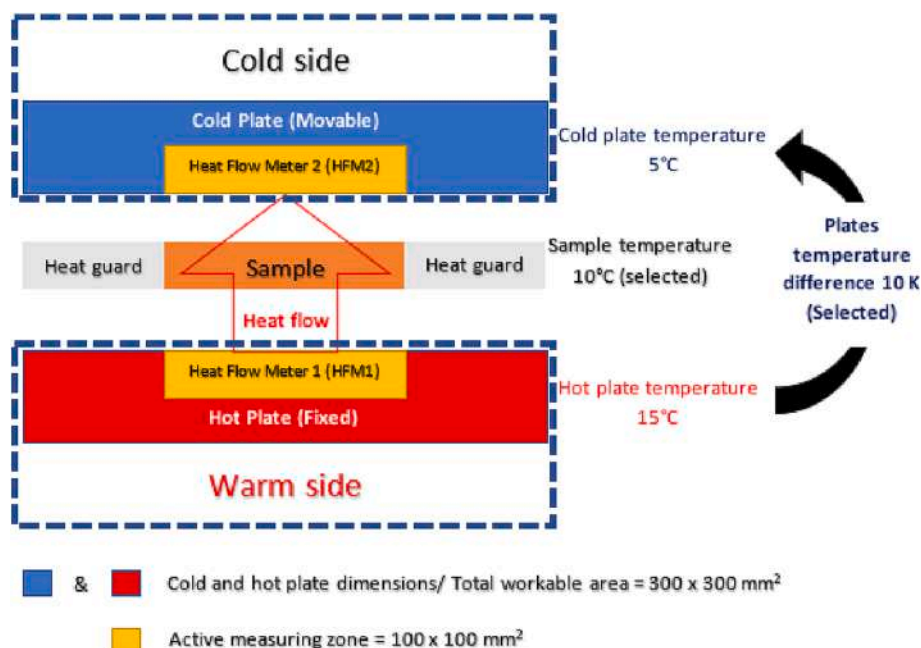 Cold side
Cold Plate (Movable)
Heat Flow Meter 2 (HFM2)
Cold plate temperature
5°C
Heat guard
Sample
Heat guard
Sample temperature
10°C (selected)
Plates
temperature
difference 10 K
(Selected)
Heat flow
Heat Flow Meter 1 (HFM1)
Hot Plate (Fixed)
Hot plate temperature
15°C
Warm side
& Cold and hot plate dimensions/ Total workable area = 300 x 300 mm²
Active measuring zone = 100 x 100 mm²